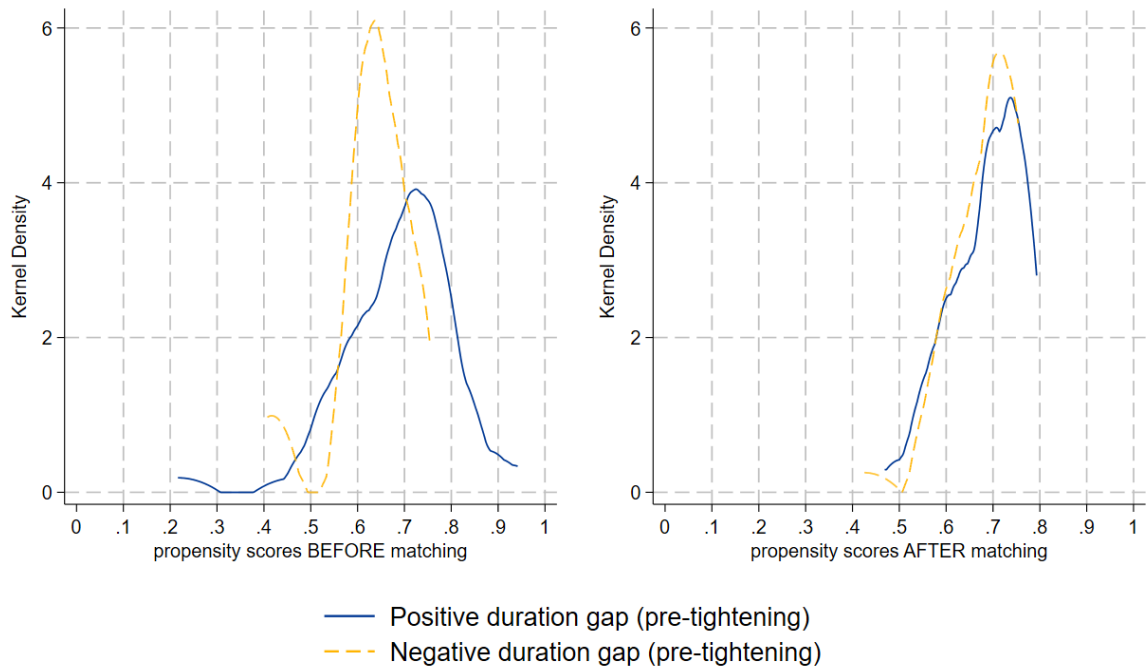 Kernel Density
6
4
2
0
0 .1 .2 .3 .4 .5 .6 .7 .8 .9 1
propensity scores BEFORE matching
Kernel Density
6
4
2
0
0 .1 .2 .3 .4 .5 .6 .7 .8 .9 1
propensity scores AFTER matching
Positive duration gap (pre-tightening)
Negative duration gap (pre-tightening)